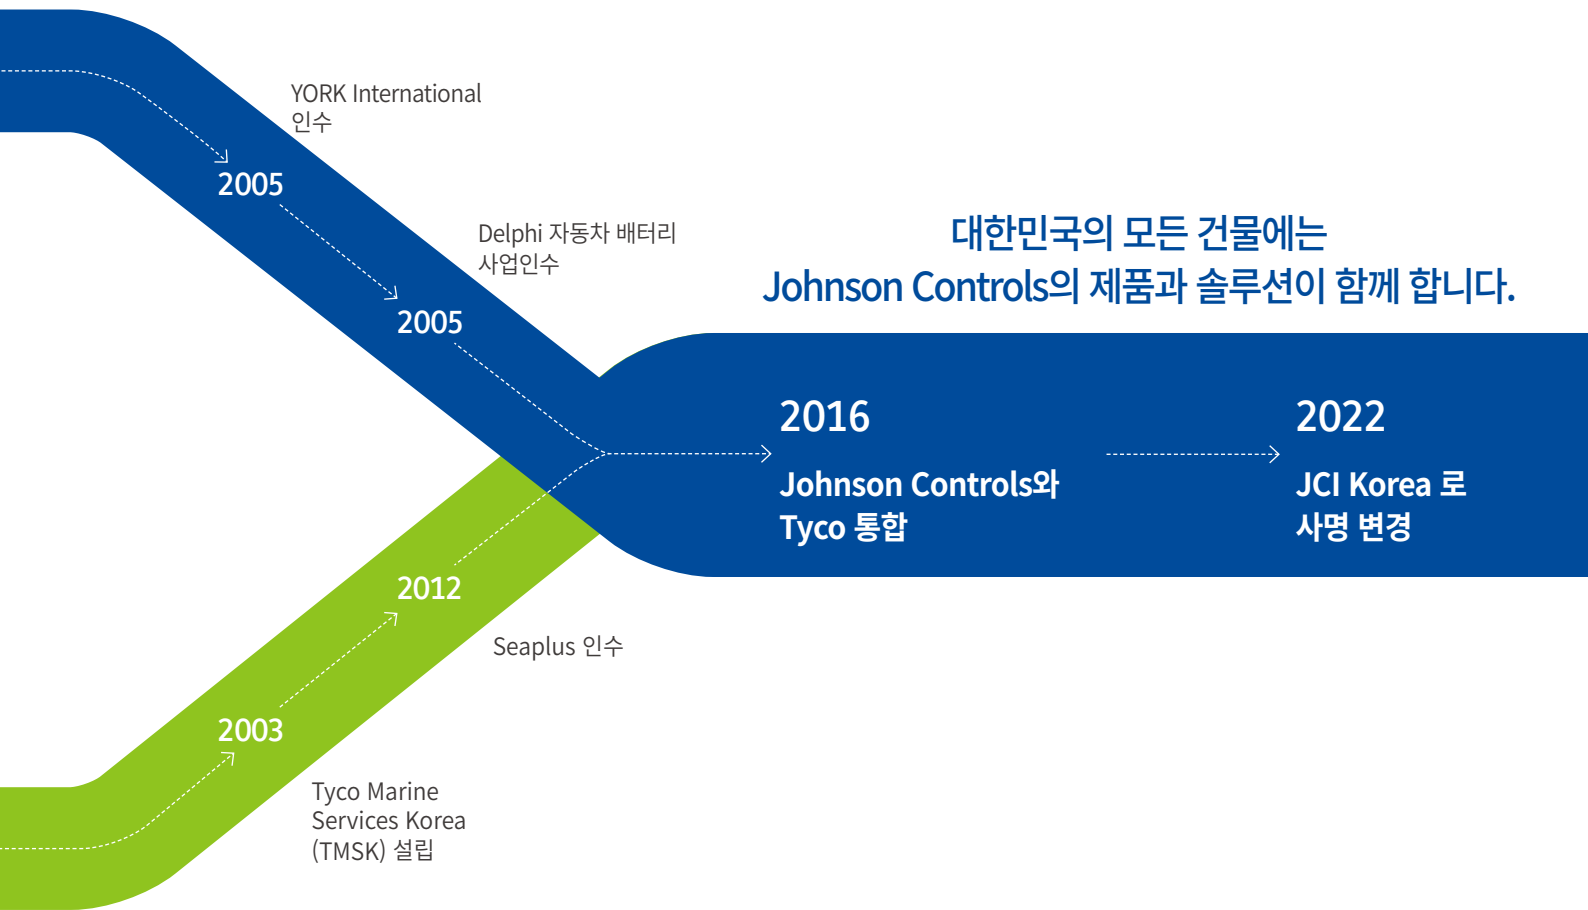 YORK International
인수
2005
Delphi 자동차 배터리
사업인수
2005
대한민국의 모든 건물에는
Johnson Controls의 제품과 솔루션이 함께 합니다.
2016
Johnson Controls와
Tyco 통합
2022
JCI Korea 로
사명 변경
2012
Seaplus 인수
2003
Tyco Marine
Services Korea
(TMSK) 설립